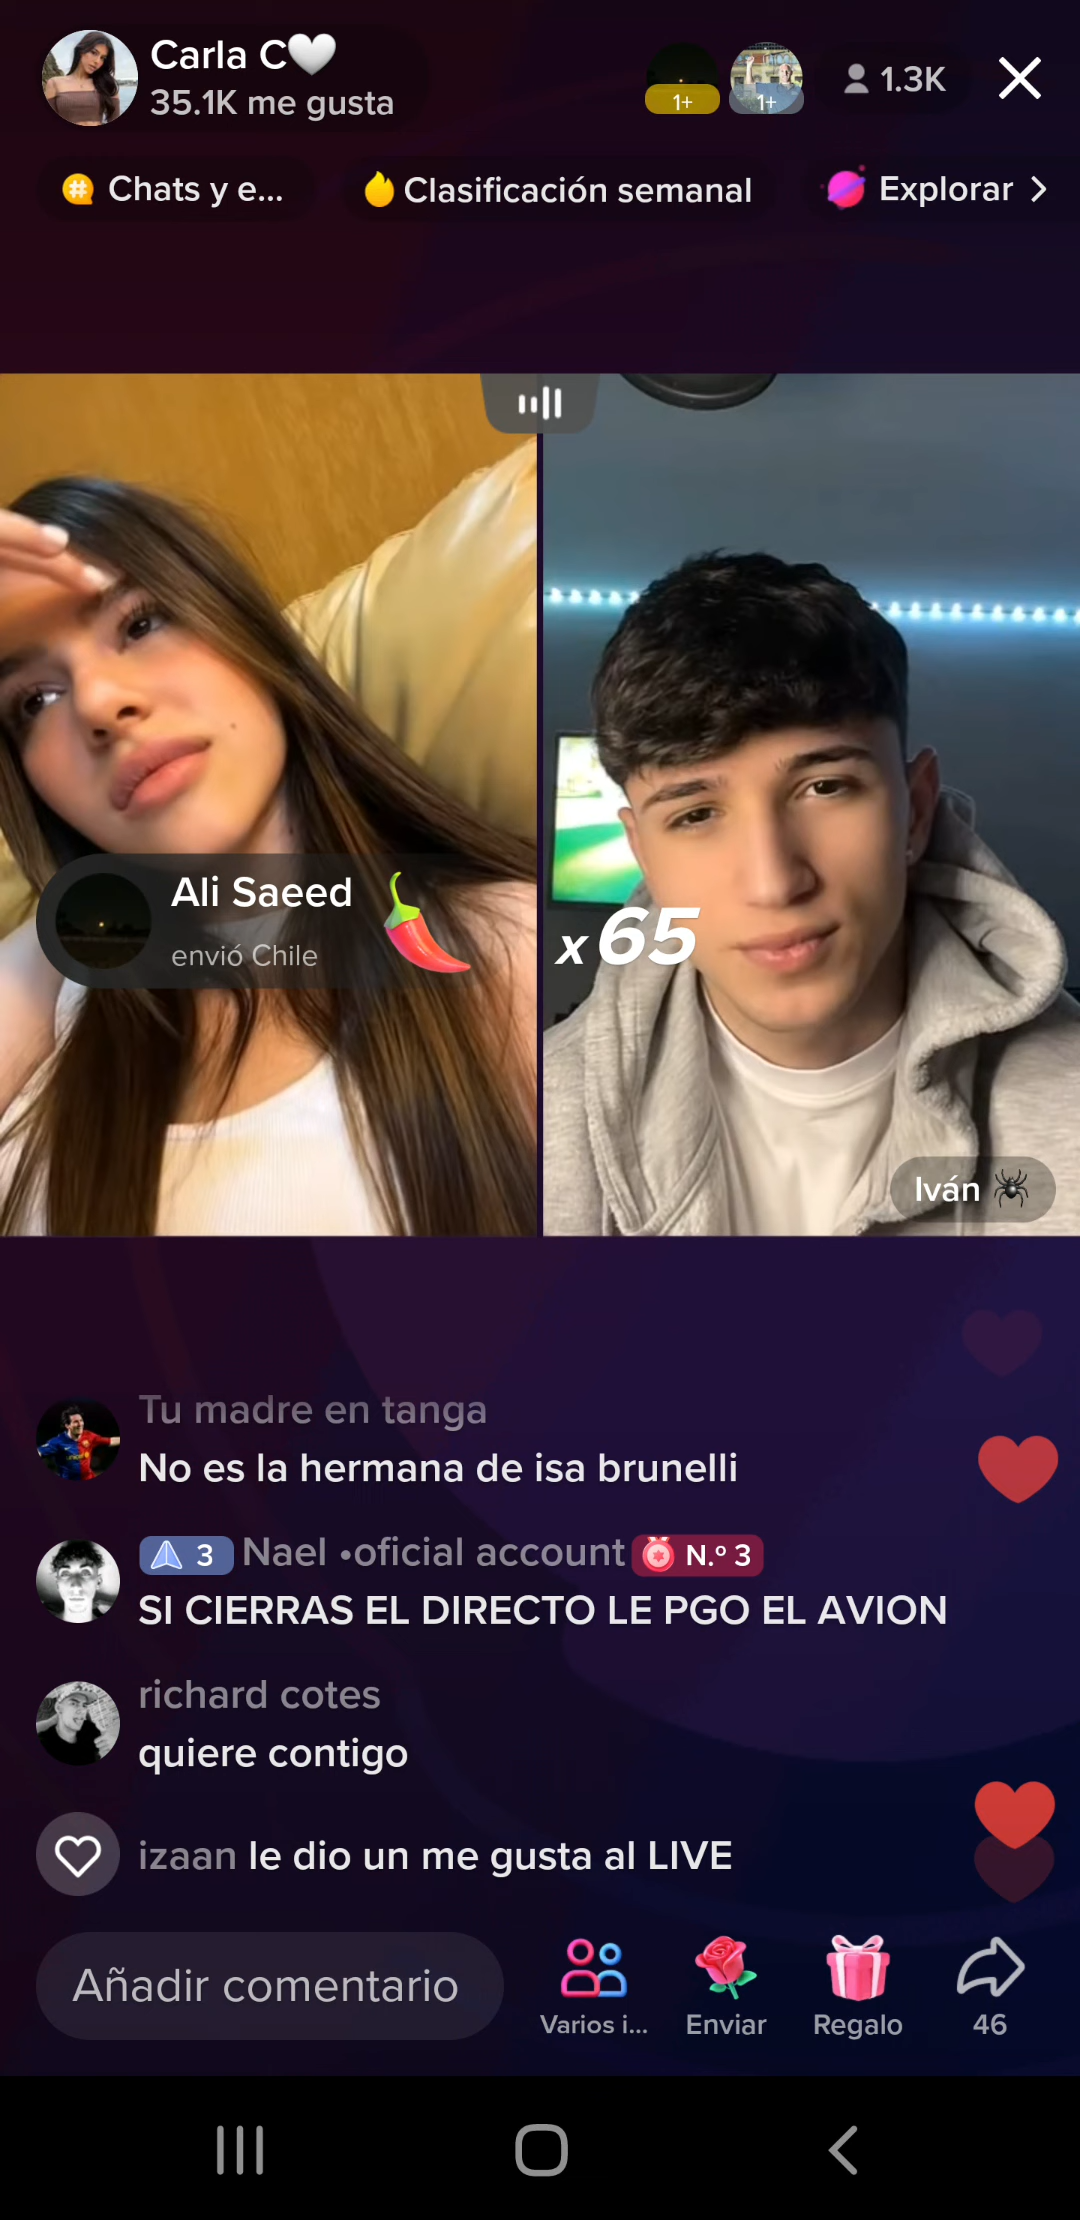 Carla C🤍
35.1K me gusta
1+
1+
1.3K
Chats y e...
Clasificación semanal
Explorar >
Ali Saeed
envió Chile
x 65
Iván 🕷
Tu madre en tanga
No es la hermana de isa brunelli
3 Nael •oficial account N.º 3
SI CIERRAS EL DIRECTO LE PGO EL AVION
richard cotes
quiere contigo
izaan le dio un me gusta al LIVE
Añadir comentario
Varios i...
Enviar
Regalo
46